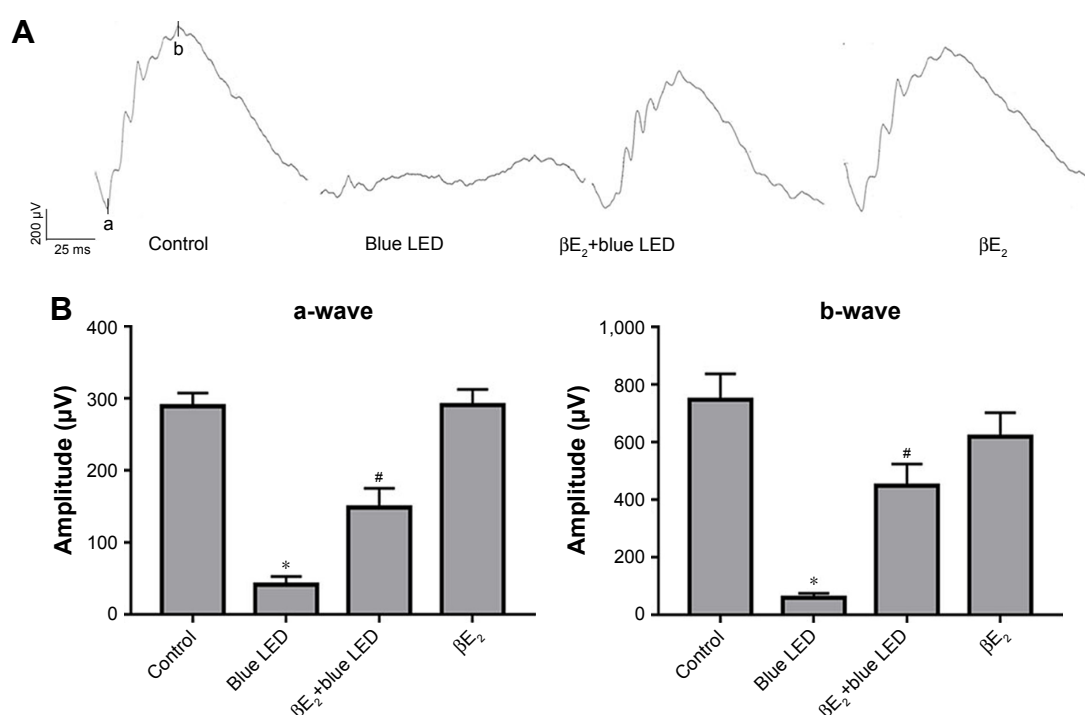 A
b
a
200 µV
25 ms
Control
Blue LED
βE₂+blue LED
βE₂
B
a-wave
Amplitude (µV)
400
300
200
100
0
*
#
Control
Blue LED
βE₂+blue LED
βE₂
b-wave
Amplitude (µV)
1,000
800
600
400
200
0
*
#
Control
Blue LED
βE₂+blue LED
βE₂